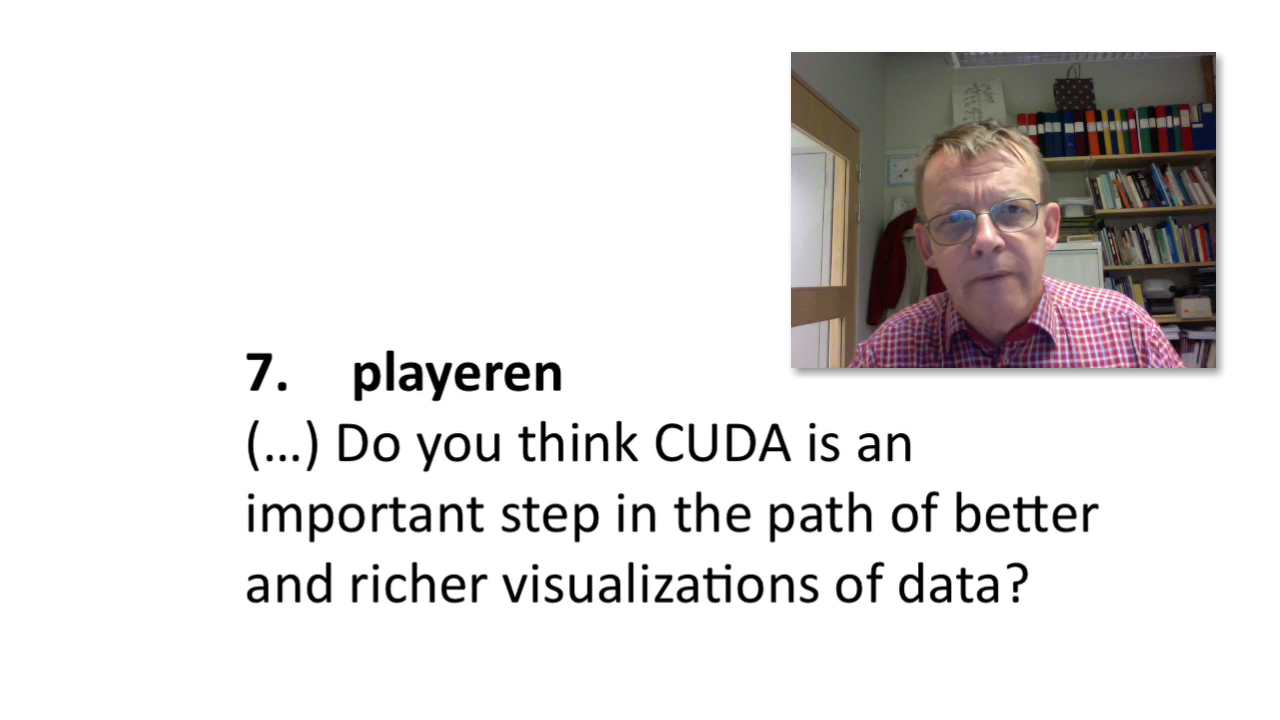 7. playeren
(...) Do you think CUDA is an
important step in the path of better
and richer visualizations of data?